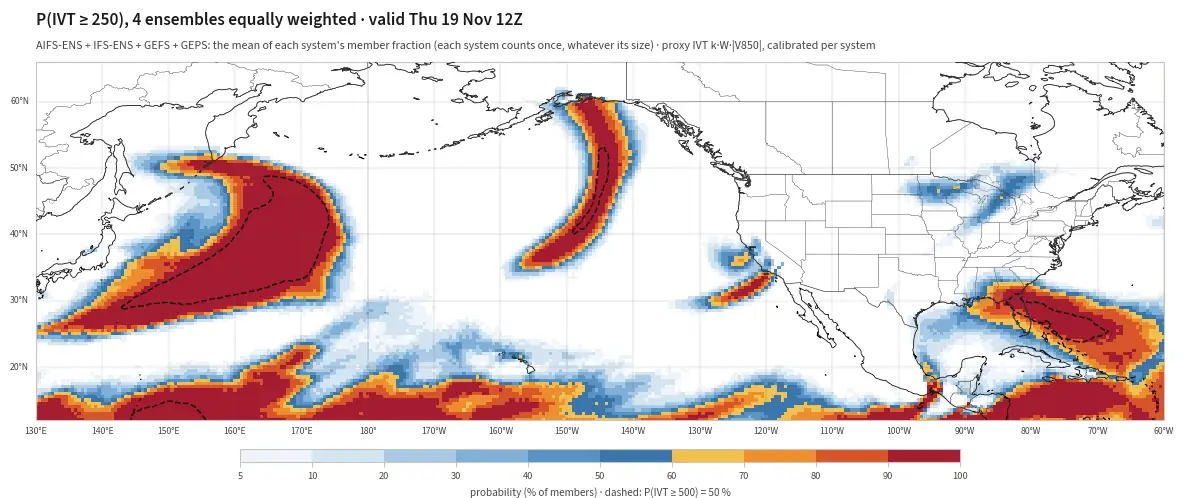 P(IVT ≥ 250), 4 ensembles equally weighted · valid Thu 19 Nov 12Z
AIFS-ENS + IFS-ENS + GEFS + GEPS: the mean of each system's member fraction (each system counts once, whatever its size) · proxy IVT k·W·|V850|, calibrated per system
60°N
50°N
40°N
30°N
20°N
130°E 140°E 150°E 160°E 170°E 180° 170°W 160°W 150°W 140°W 130°W 120°W 110°W 100°W 90°W 80°W 70°W 60°W
5 10 20 30 40 50 60 70 80 90 100
probability (% of members) · dashed: P(IVT ≥ 500) = 50 %